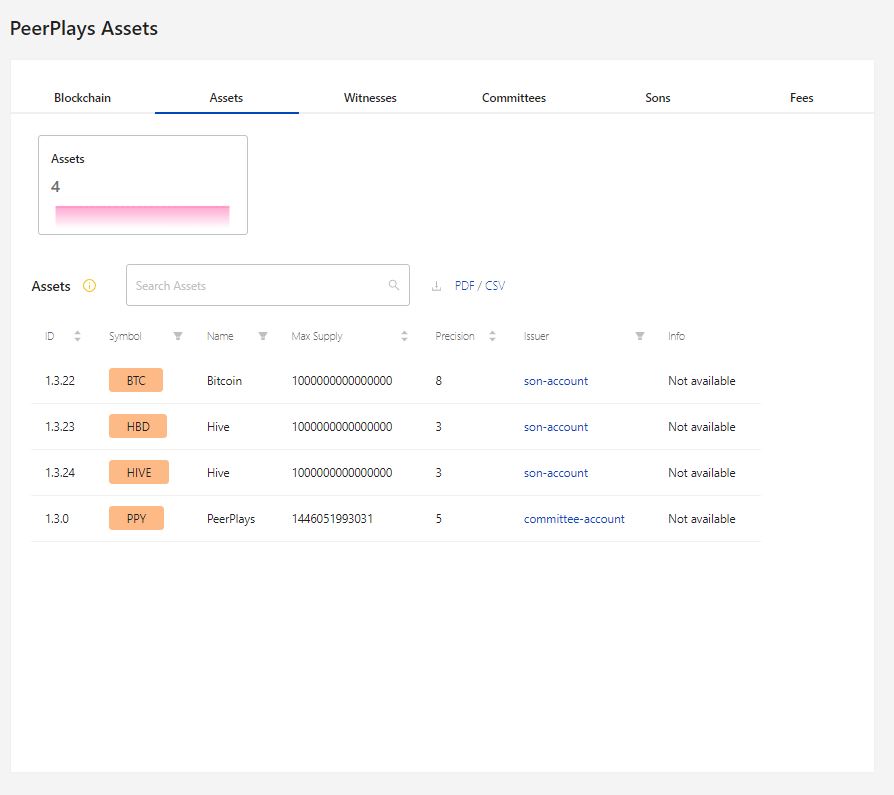 PeerPlays Assets
Blockchain Assets Witnesses Committees Sons Fees
Assets
4
Assets Search Assets PDF / CSV
ID Symbol Name Max Supply Precision Issuer Info
1.3.22 BTC Bitcoin 1000000000000000 8 son-account Not available
1.3.23 HBD Hive 1000000000000000 3 son-account Not available
1.3.24 HIVE Hive 1000000000000000 3 son-account Not available
1.3.0 PPY PeerPlays 1446051993031 5 committee-account Not available